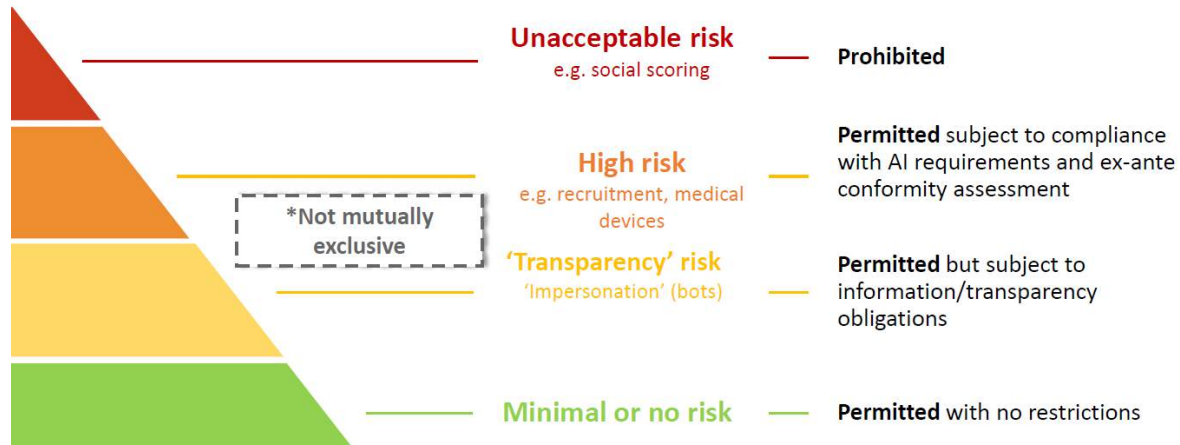 Unacceptable risk
e.g. social scoring
Prohibited
High risk
e.g. recruitment, medical
devices
Permitted subject to compliance
with AI requirements and ex-ante
conformity assessment
*Not mutually
exclusive
‘Transparency’ risk
‘Impersonation’ (bots)
Permitted but subject to
information/transparency
obligations
Minimal or no risk
Permitted with no restrictions